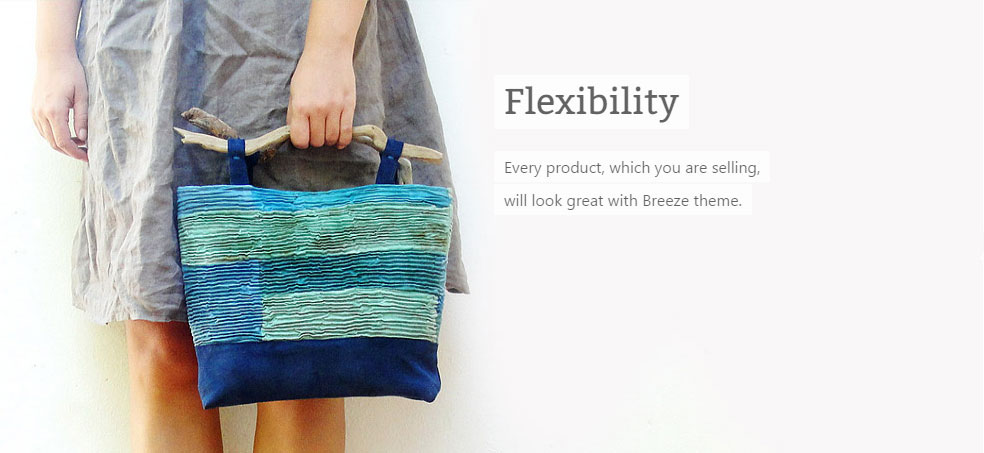 Flexibility
Every product, which you are selling,
will look great with Breeze theme.